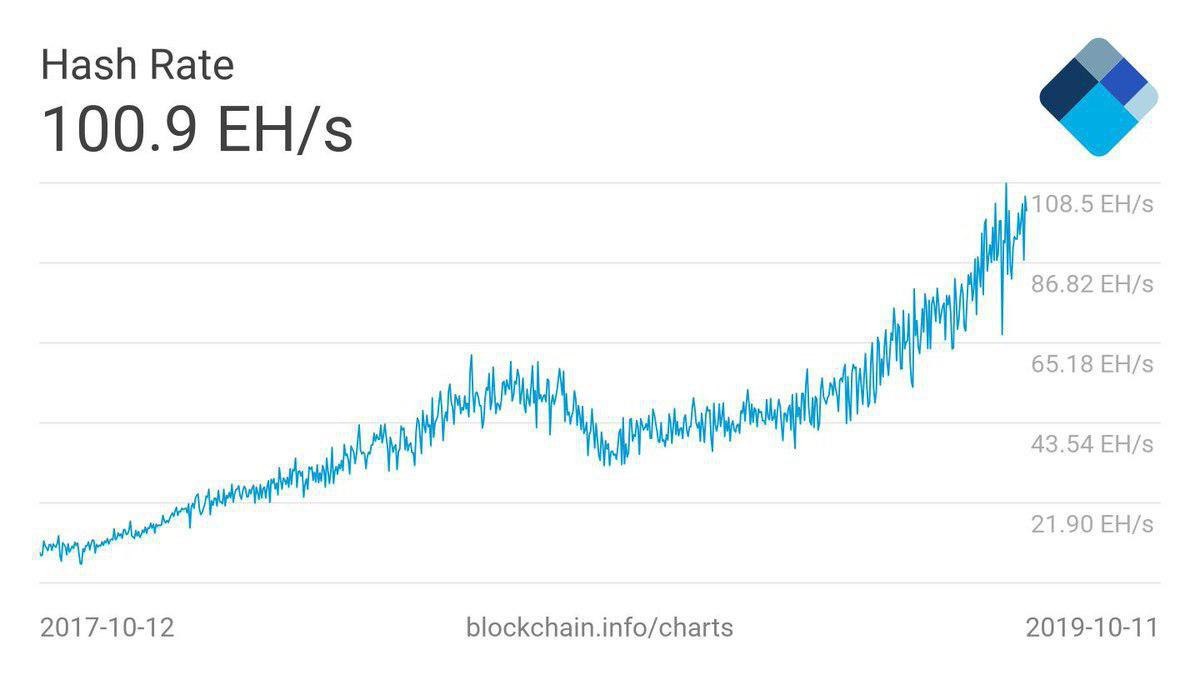 Hash Rate
100.9 EH/s
108.5 EH/s
86.82 EH/s
65.18 EH/s
43.54 EH/s
21.90 EH/s
2017-10-12 blockchain.info/charts 2019-10-11